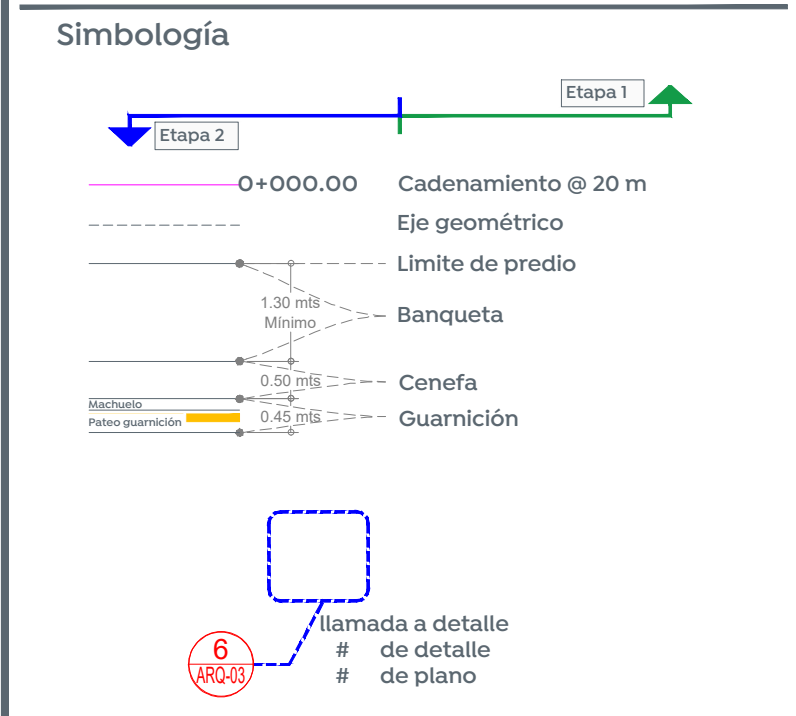 Simbología
Etapa 1
Etapa 2
0+000.00 Cadenamiento @ 20 m
Eje geométrico
Limite de predio
1.30 mts
Mínimo
Banqueta
0.50 mts Cenefa
Machuelo
Pateo guarnición 0.45 mts Guarnición
llamada a detalle
6 # de detalle
ARQ-03 # de plano